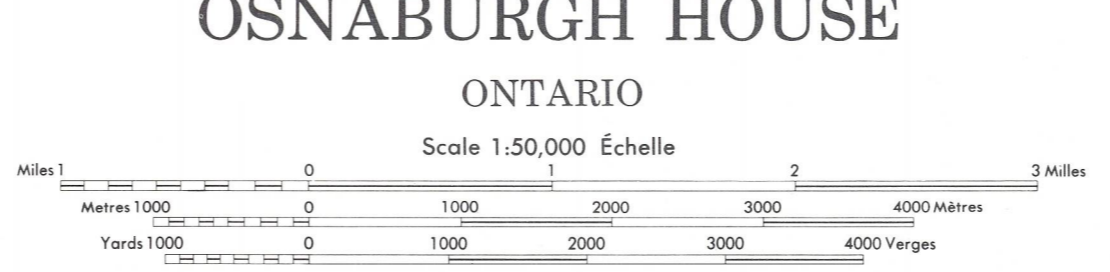 OSNABURGH HOUSE
ONTARIO
Scale 1:50,000 Échelle
Miles 1 0 1 2 3 Milles
Metres 1000 0 1000 2000 3000 4000 Mètres
Yards 1000 0 1000 2000 3000 4000 Verges